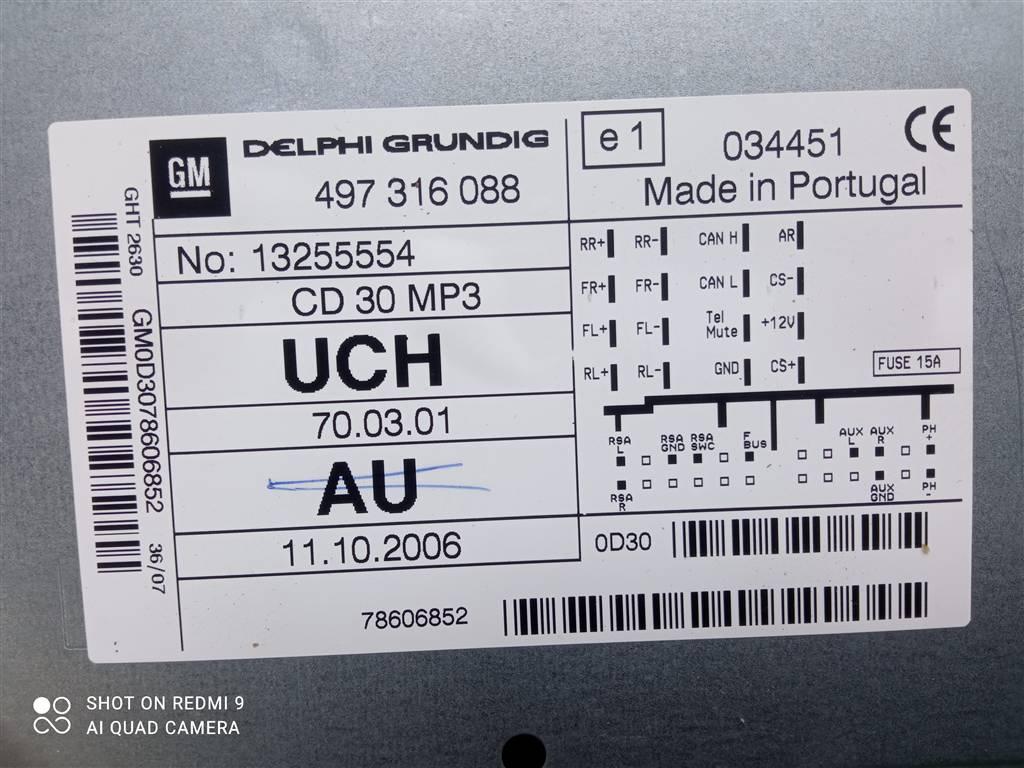 GM
DELPHI GRUNDIG
497 316 088
e1
034451
CE
Made in Portugal
GHT 2630
GM0D3078606852
36/07
No: 13255554
CD 30 MP3
UCH
70.03.01
AU
11.10.2006
RR+ RR- CAN H AR
FR+ FR- CAN L CS-
FL+ FL- Tel Mute +12V
RL+ RL- GND CS+
FUSE 15A
RSA L
RSA GND
RSA SWC
F BUS
AUX L
AUX R
PH +
RSA R
AUX GND
PH -
0D30
78606852
SHOT ON REDMI 9
AI QUAD CAMERA